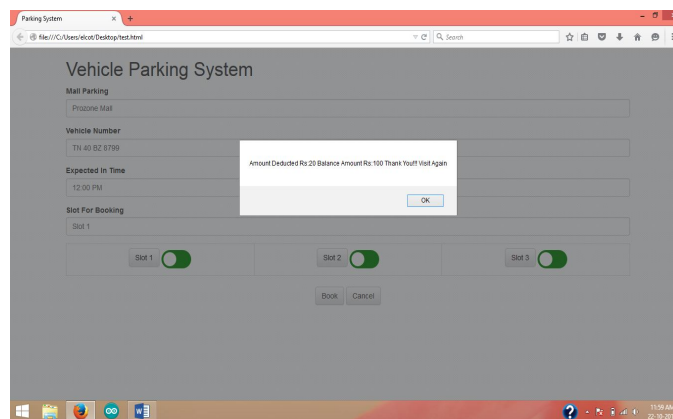 Parking System
file:///C:/Users/elcot/Desktop/test.html
Search
Vehicle Parking System
Mall Parking
Prozone Mall
Vehicle Number
TN 40 BZ 8799
Amount Deducted Rs:20 Balance Amount Rs:100 Thank You!!! Visit Again
OK
Expected In Time
12:00 PM
Slot For Booking
Slot 1
Slot 1 Slot 2 Slot 3
Book Cancel
11:59 AM
22-10-201